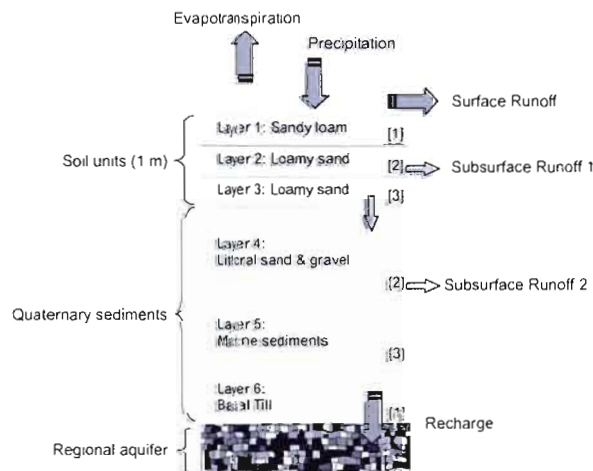 Evapotranspiration
Precipitation
Surface Runoff
Layer 1: Sandy loam
[1]
Soil units (1 m)
Layer 2: Loamy sand
[2]
Subsurface Runoff 1
Layer 3: Loamy sand
[3]
Layer 4:
Littoral sand & gravel
[2]
Subsurface Runoff 2
Quaternary sediments
Layer 5:
Marine sediments
[3]
Layer 6:
Basal Till
[1]
Recharge
Regional aquifer